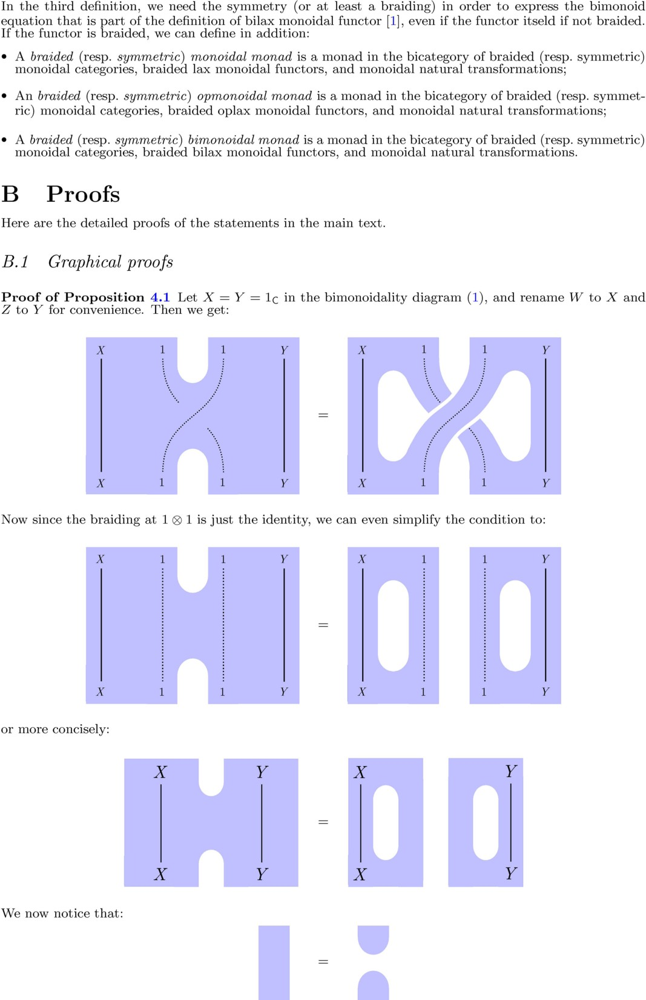 In the third definition, we need the symmetry (or at least a braiding) in order to express the bimonoid
equation that is part of the definition of bilax monoidal functor [1], even if the functor itseld if not braided.
If the functor is braided, we can define in addition:
• A braided (resp. symmetric) monoidal monad is a monad in the bicategory of braided (resp. symmetric)
monoidal categories, braided lax monoidal functors, and monoidal natural transformations;
• An braided (resp. symmetric) opmonoidal monad is a monad in the bicategory of braided (resp. symmet-
ric) monoidal categories, braided oplax monoidal functors, and monoidal natural transformations;
• A braided (resp. symmetric) bimonoidal monad is a monad in the bicategory of braided (resp. symmetric)
monoidal categories, braided bilax monoidal functors, and monoidal natural transformations.
B Proofs
Here are the detailed proofs of the statements in the main text.
B.1 Graphical proofs
Proof of Proposition 4.1 Let X = Y = 1_C in the bimonoidality diagram (1), and rename W to X and
Z to Y for convenience. Then we get:
X 1 1 Y X 1 1 Y
=
X 1 1 Y X 1 1 Y
Now since the braiding at 1 ⊗ 1 is just the identity, we can even simplify the condition to:
X 1 1 Y X 1 1 Y
=
X 1 1 Y X 1 1 Y
or more concisely:
X Y X Y
=
X Y X Y
We now notice that:
=